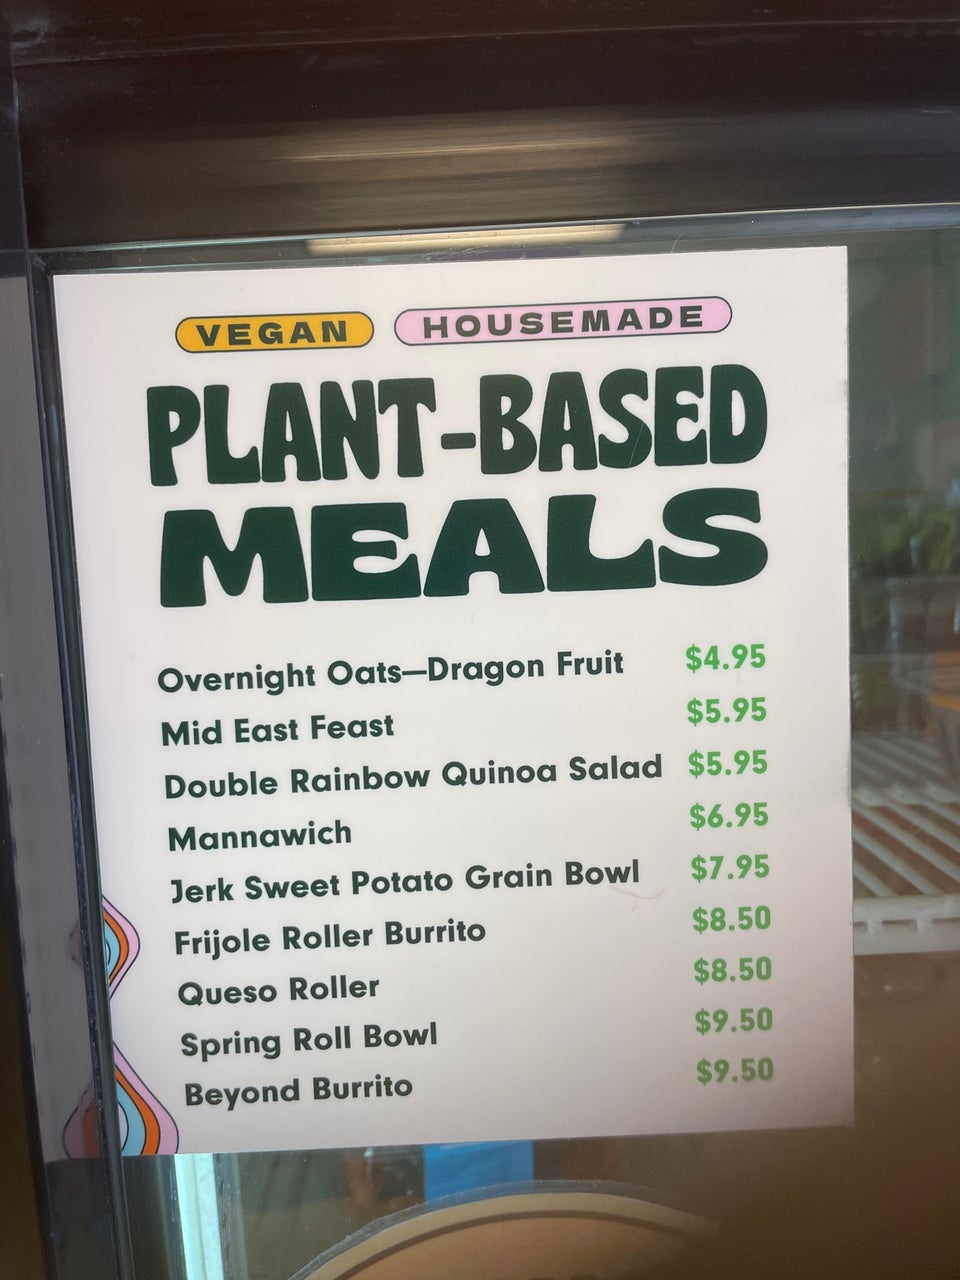 VEGAN HOUSEMADE
PLANT-BASED
MEALS
Overnight Oats—Dragon Fruit $4.95
Mid East Feast $5.95
Double Rainbow Quinoa Salad $5.95
Mannawich $6.95
Jerk Sweet Potato Grain Bowl $7.95
Frijole Roller Burrito $8.50
Queso Roller $8.50
Spring Roll Bowl $9.50
Beyond Burrito $9.50